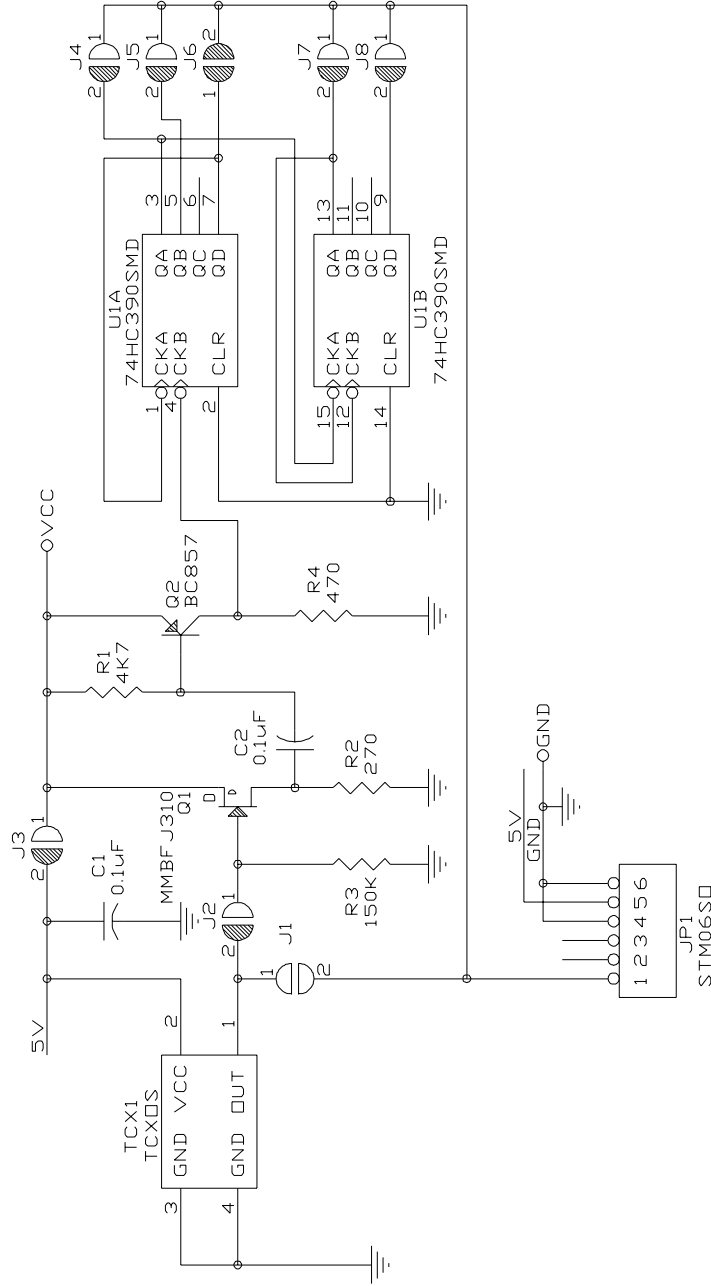 5V
J3
2
1
VCC
C1
0.1uF
R1
4K7
TCX1
TCXOS
GND VCC
GND OUT
3
4
2
1
MMBFJ310
Q1
D
D
J2
2
1
J1
1
2
R3
150K
C2
0.1uF
R2
270
Q2
BC857
R4
470
U1A
74HC390SMD
1
4
2
CKA
CKB
CLR
QA
QB
QC
QD
3
5
6
7
J4
2
1
J5
2
1
J6
1
2
15
12
14
CKA
CKB
CLR
QA
QB
QC
QD
13
11
10
9
U1B
74HC390SMD
J7
2
1
J8
2
1
5V
GND
GND
1 2 3 4 5 6
JP1
STM06SO